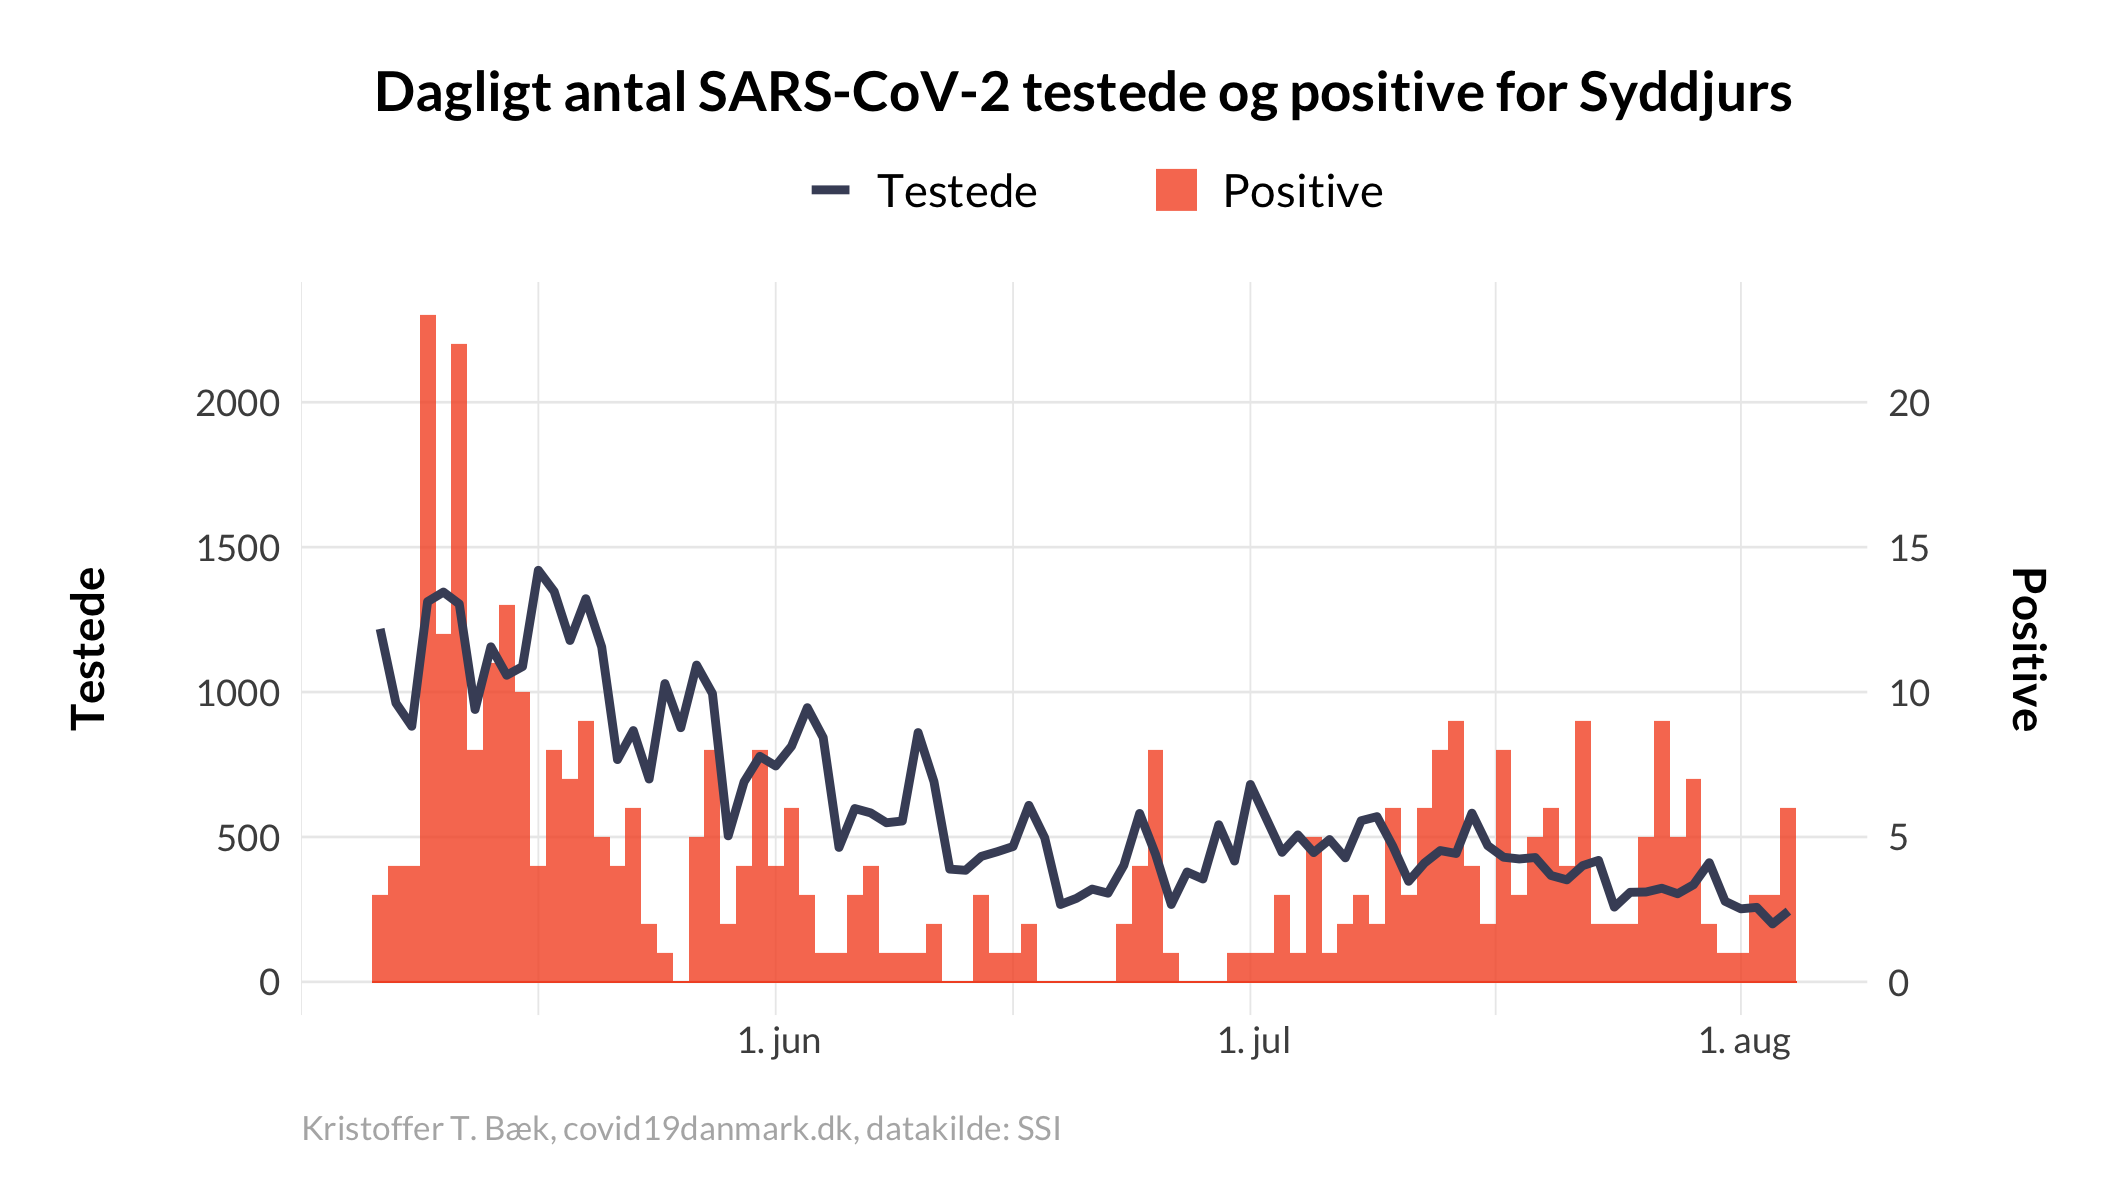 Dagligt antal SARS-CoV-2 testede og positive for Syddjurs
Testede
Positive
2000
1500
1000
500
0
20
15
10
5
0
Testede
Positive
1. jun
1. jul
1. aug
Kristoffer T. Bæk, covid19danmark.dk, datakilde: SSI